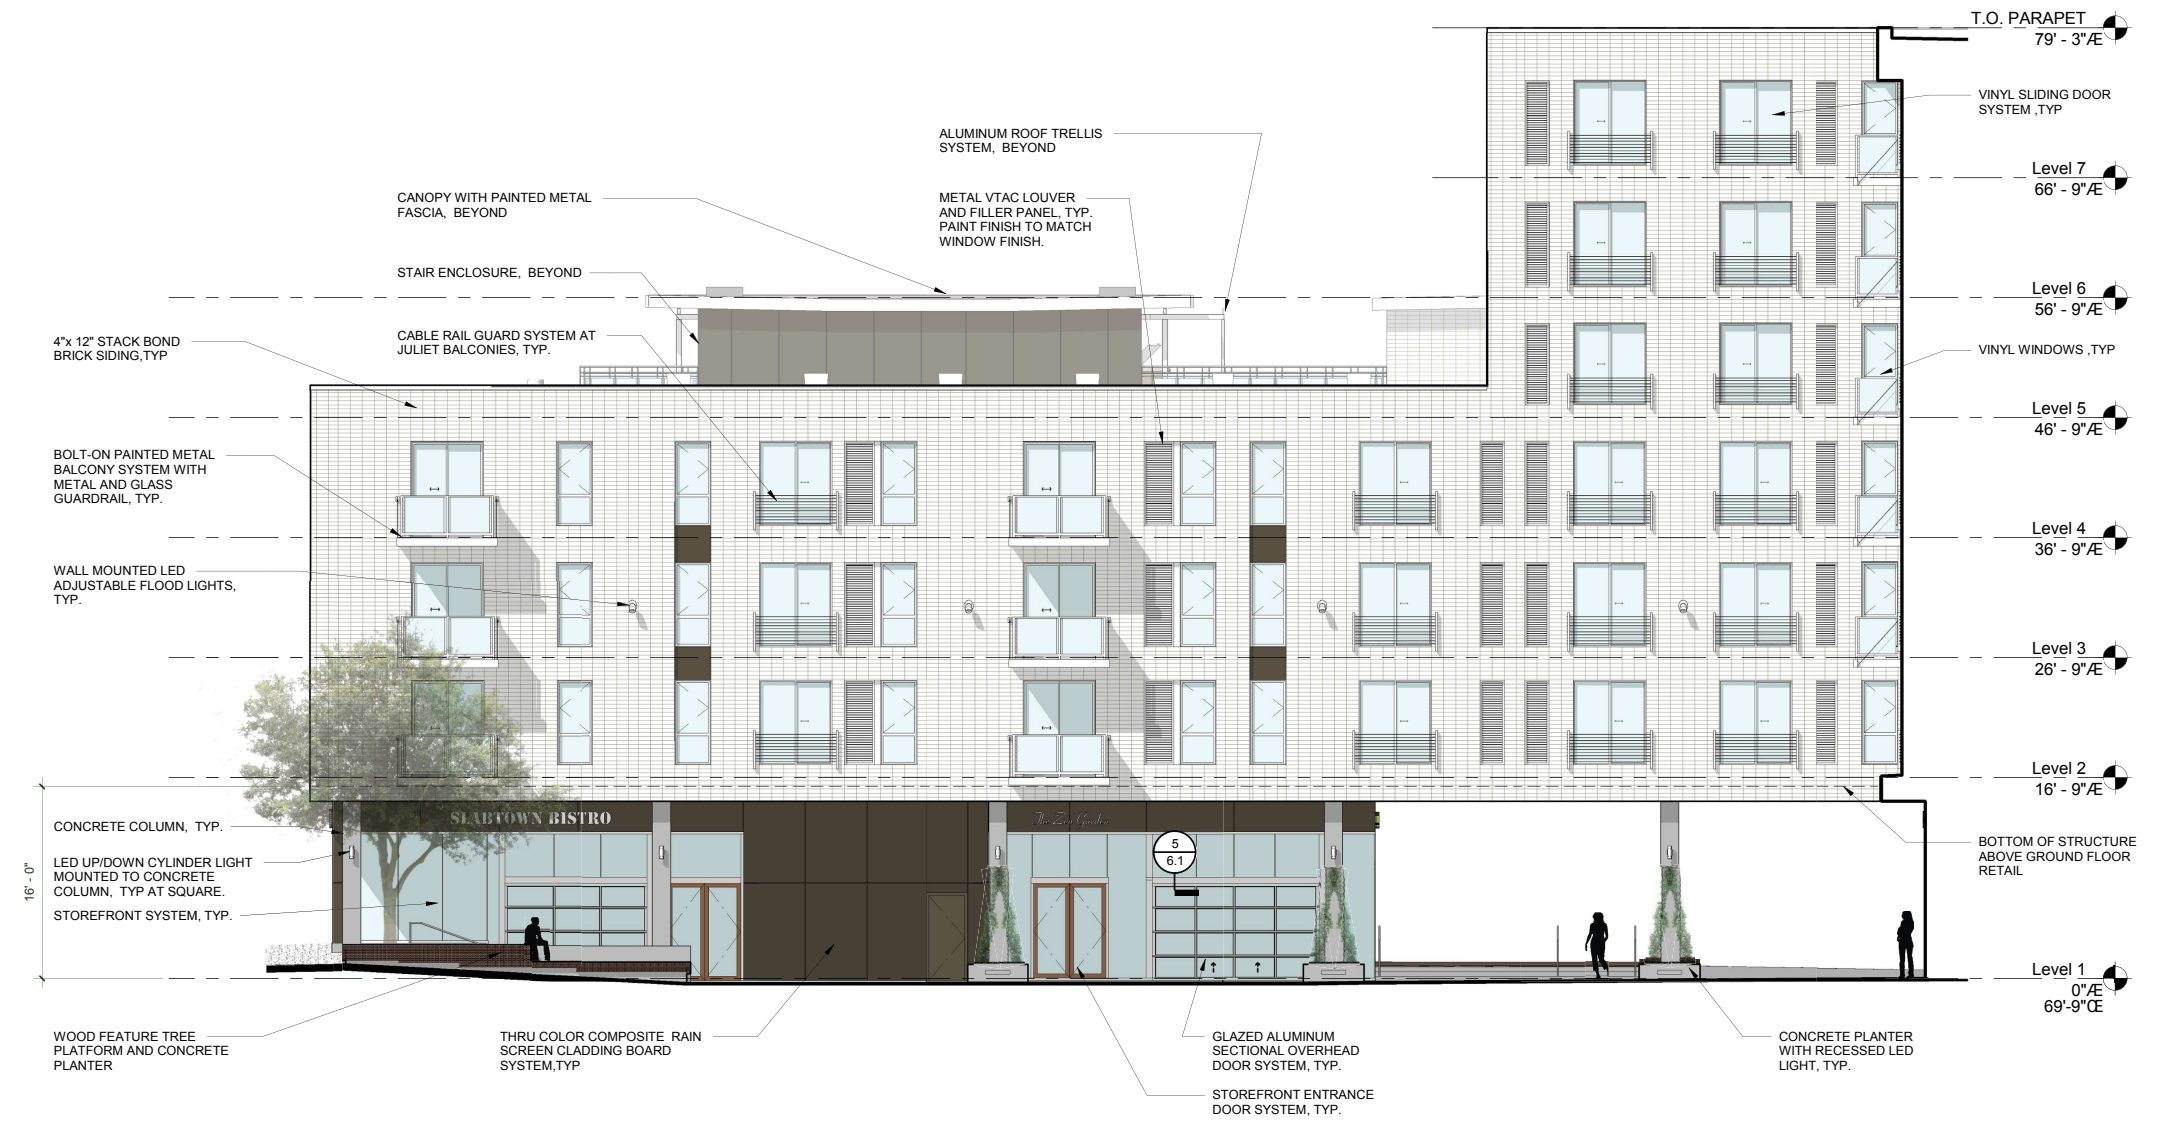 T.O. PARAPET
79' - 3"Æ
VINYL SLIDING DOOR
SYSTEM ,TYP
ALUMINUM ROOF TRELLIS
SYSTEM, BEYOND
Level 7
66' - 9"Æ
CANOPY WITH PAINTED METAL
FASCIA, BEYOND
METAL VTAC LOUVER
AND FILLER PANEL, TYP.
PAINT FINISH TO MATCH
WINDOW FINISH.
STAIR ENCLOSURE, BEYOND
Level 6
56' - 9"Æ
CABLE RAIL GUARD SYSTEM AT
JULIET BALCONIES, TYP.
4"x 12" STACK BOND
BRICK SIDING,TYP
VINYL WINDOWS ,TYP
Level 5
46' - 9"Æ
BOLT-ON PAINTED METAL
BALCONY SYSTEM WITH
METAL AND GLASS
GUARDRAIL, TYP.
Level 4
36' - 9"Æ
WALL MOUNTED LED
ADJUSTABLE FLOOD LIGHTS,
TYP.
Level 3
26' - 9"Æ
Level 2
16' - 9"Æ
SLABTOWN BISTRO
The Zen Garden
CONCRETE COLUMN, TYP.
5
6.1
BOTTOM OF STRUCTURE
ABOVE GROUND FLOOR
RETAIL
LED UP/DOWN CYLINDER LIGHT
MOUNTED TO CONCRETE
COLUMN, TYP AT SQUARE.
16' - 0"
STOREFRONT SYSTEM, TYP.
Level 1
0"Æ
69'-9"Œ
WOOD FEATURE TREE
PLATFORM AND CONCRETE
PLANTER
THRU COLOR COMPOSITE RAIN
SCREEN CLADDING BOARD
SYSTEM,TYP
GLAZED ALUMINUM
SECTIONAL OVERHEAD
DOOR SYSTEM, TYP.
CONCRETE PLANTER
WITH RECESSED LED
LIGHT, TYP.
STOREFRONT ENTRANCE
DOOR SYSTEM, TYP.